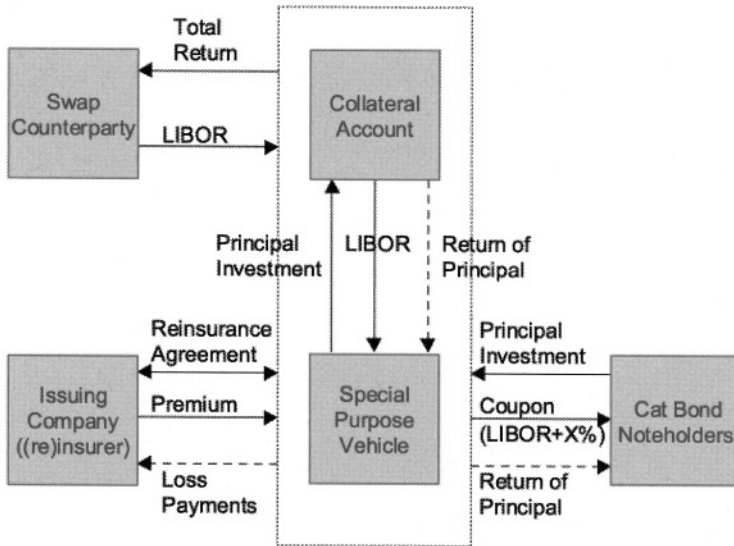 Total
Return
Swap
Counterparty
LIBOR
Collateral
Account
Principal
Investment
LIBOR
Return of
Principal
Reinsurance
Agreement
Issuing
Company
((re)insurer)
Premium
Loss
Payments
Special
Purpose
Vehicle
Principal
Investment
Coupon
(LIBOR+X%)
Return of
Principal
Cat Bond
Noteholders